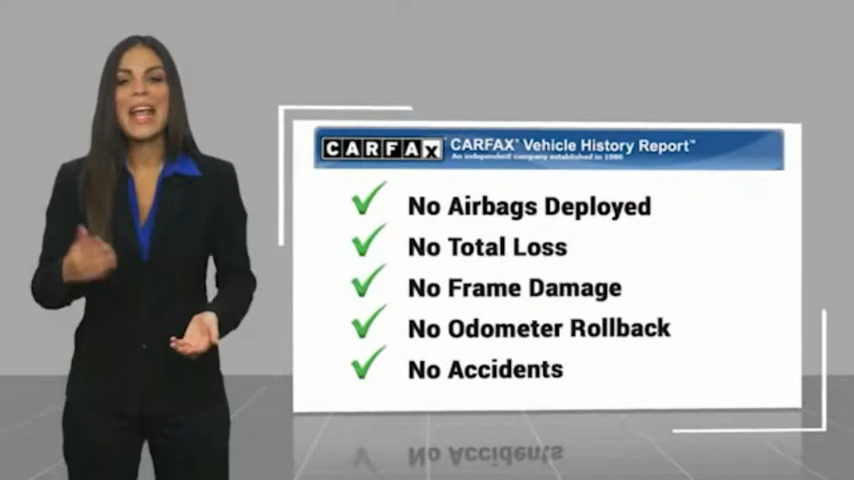 CARFAX CARFAX® Vehicle History Report™
An independent company established in 1986
No Airbags Deployed
No Total Loss
No Frame Damage
No Odometer Rollback
No Accidents
No Accidents